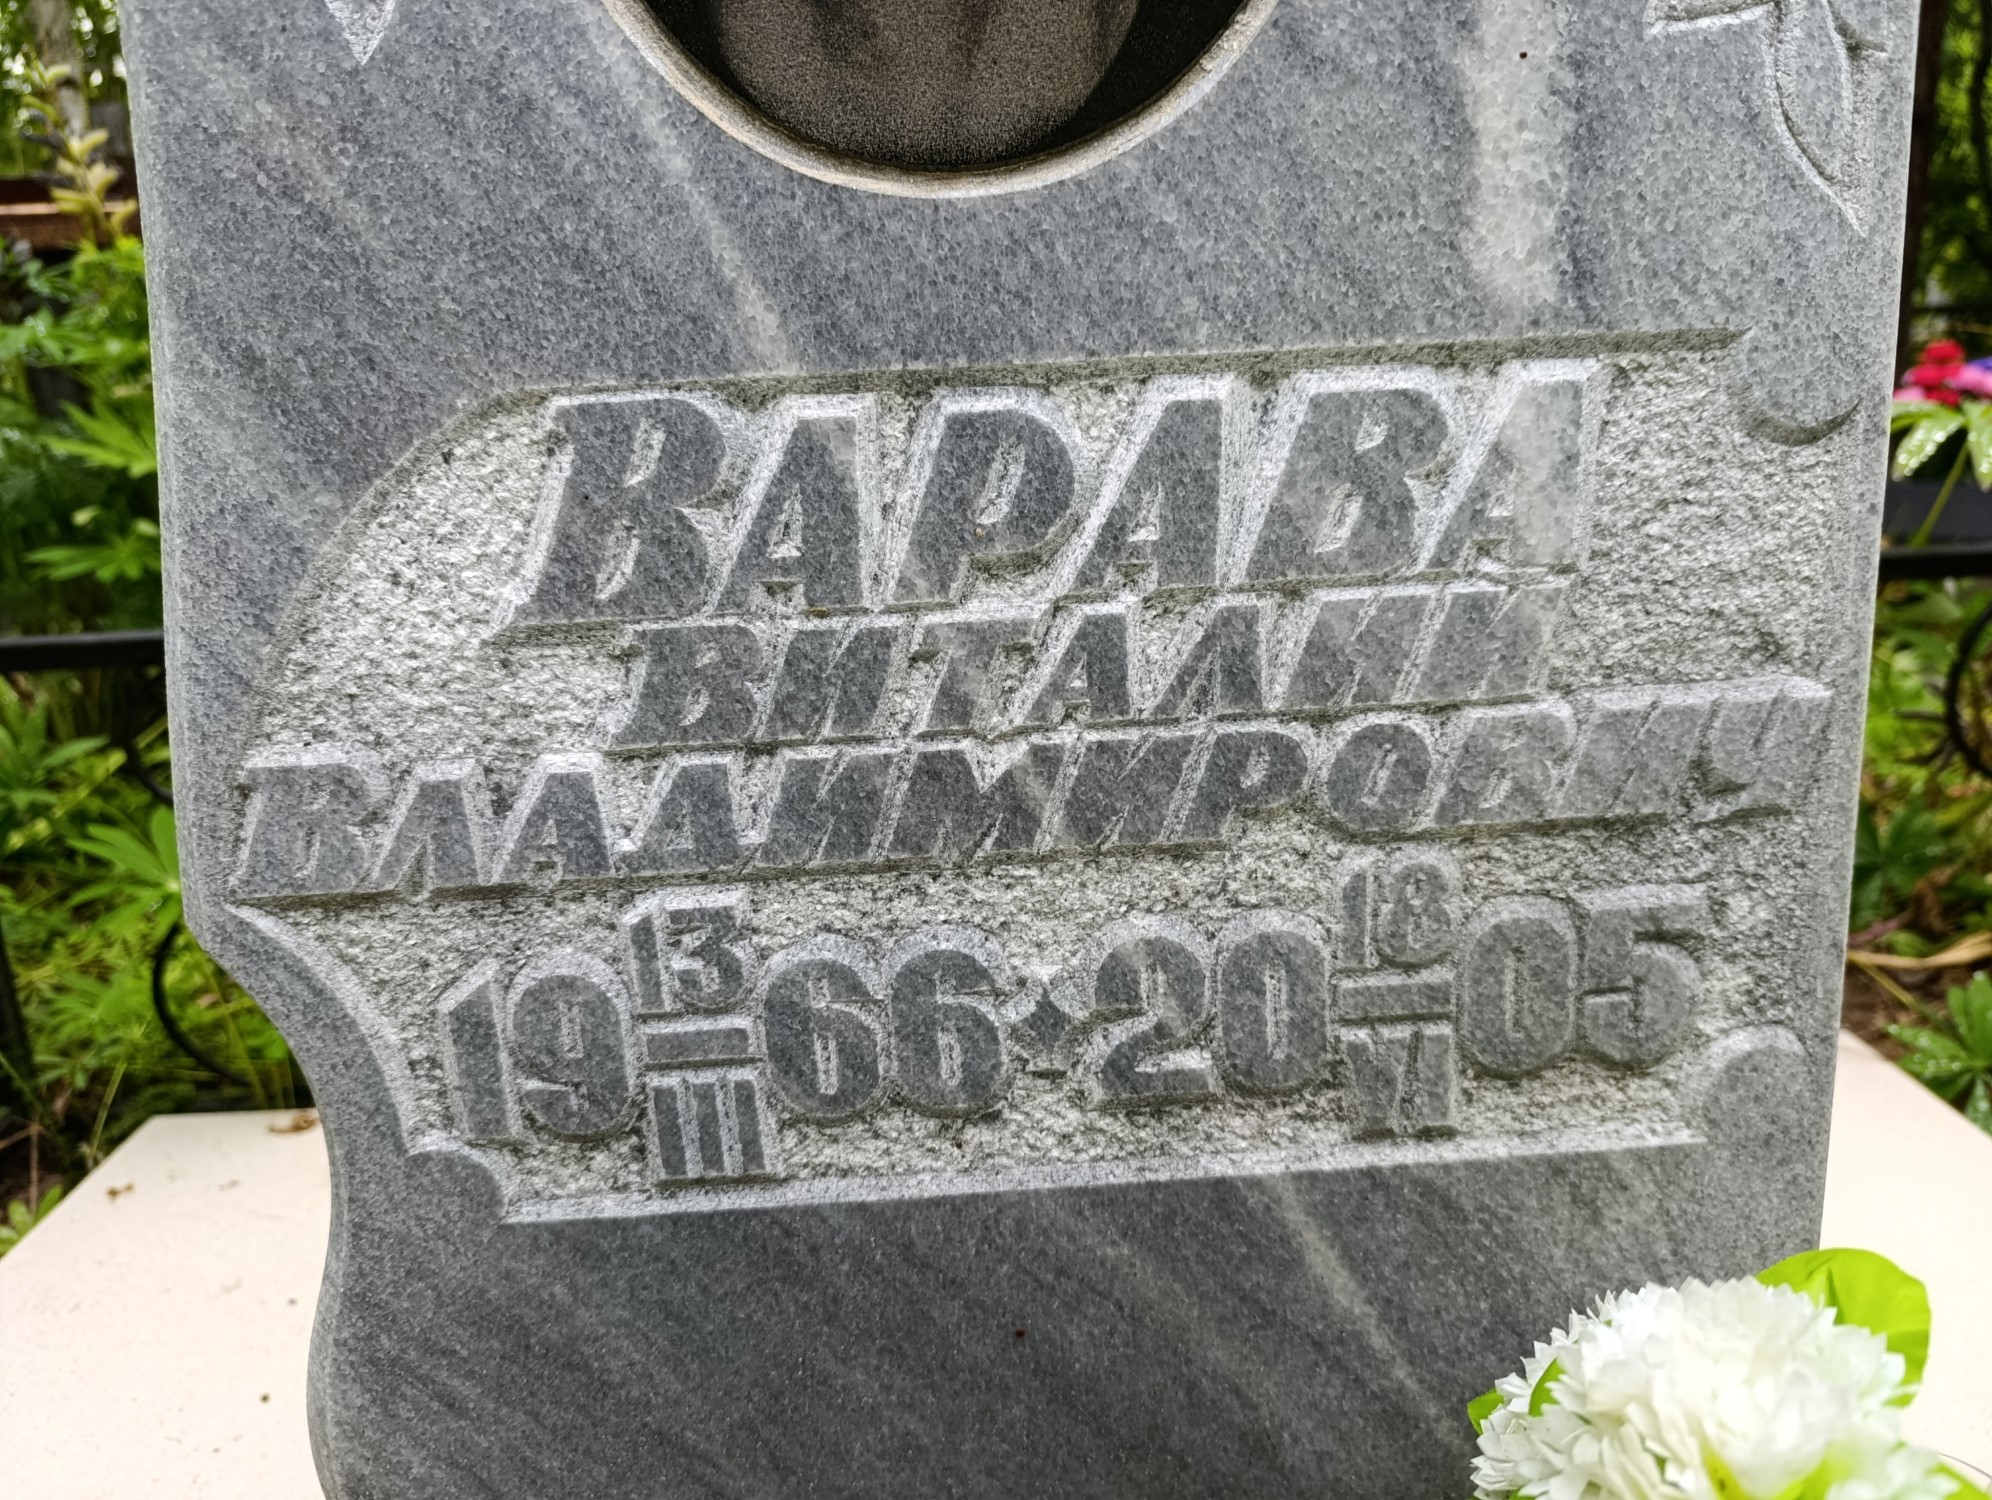 ВАРАВА
ВИТАЛИЙ
ВЛАДИМИРОВИЧ
19 13/III 66 · 20 18/VI 05